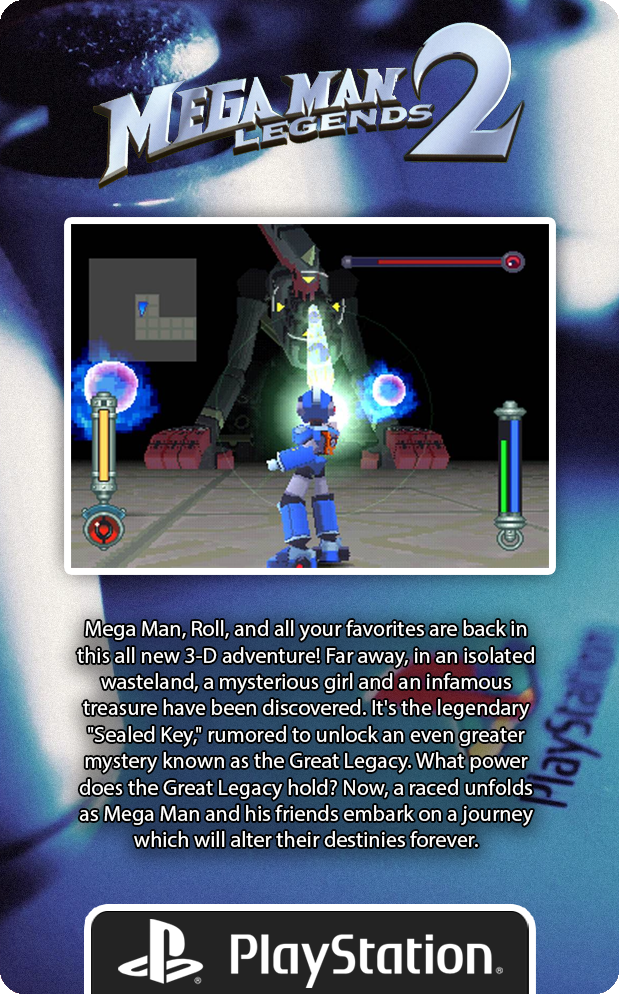 MEGA MAN
LEGENDS 2
Mega Man, Roll, and all your favorites are back in
this all new 3-D adventure! Far away, in an isolated
wasteland, a mysterious girl and an infamous
treasure have been discovered. It's the legendary
"Sealed Key," rumored to unlock an even greater
mystery known as the Great Legacy. What power
does the Great Legacy hold? Now, a raced unfolds
as Mega Man and his friends embark on a journey
which will alter their destinies forever.
PlayStation
PlayStation®